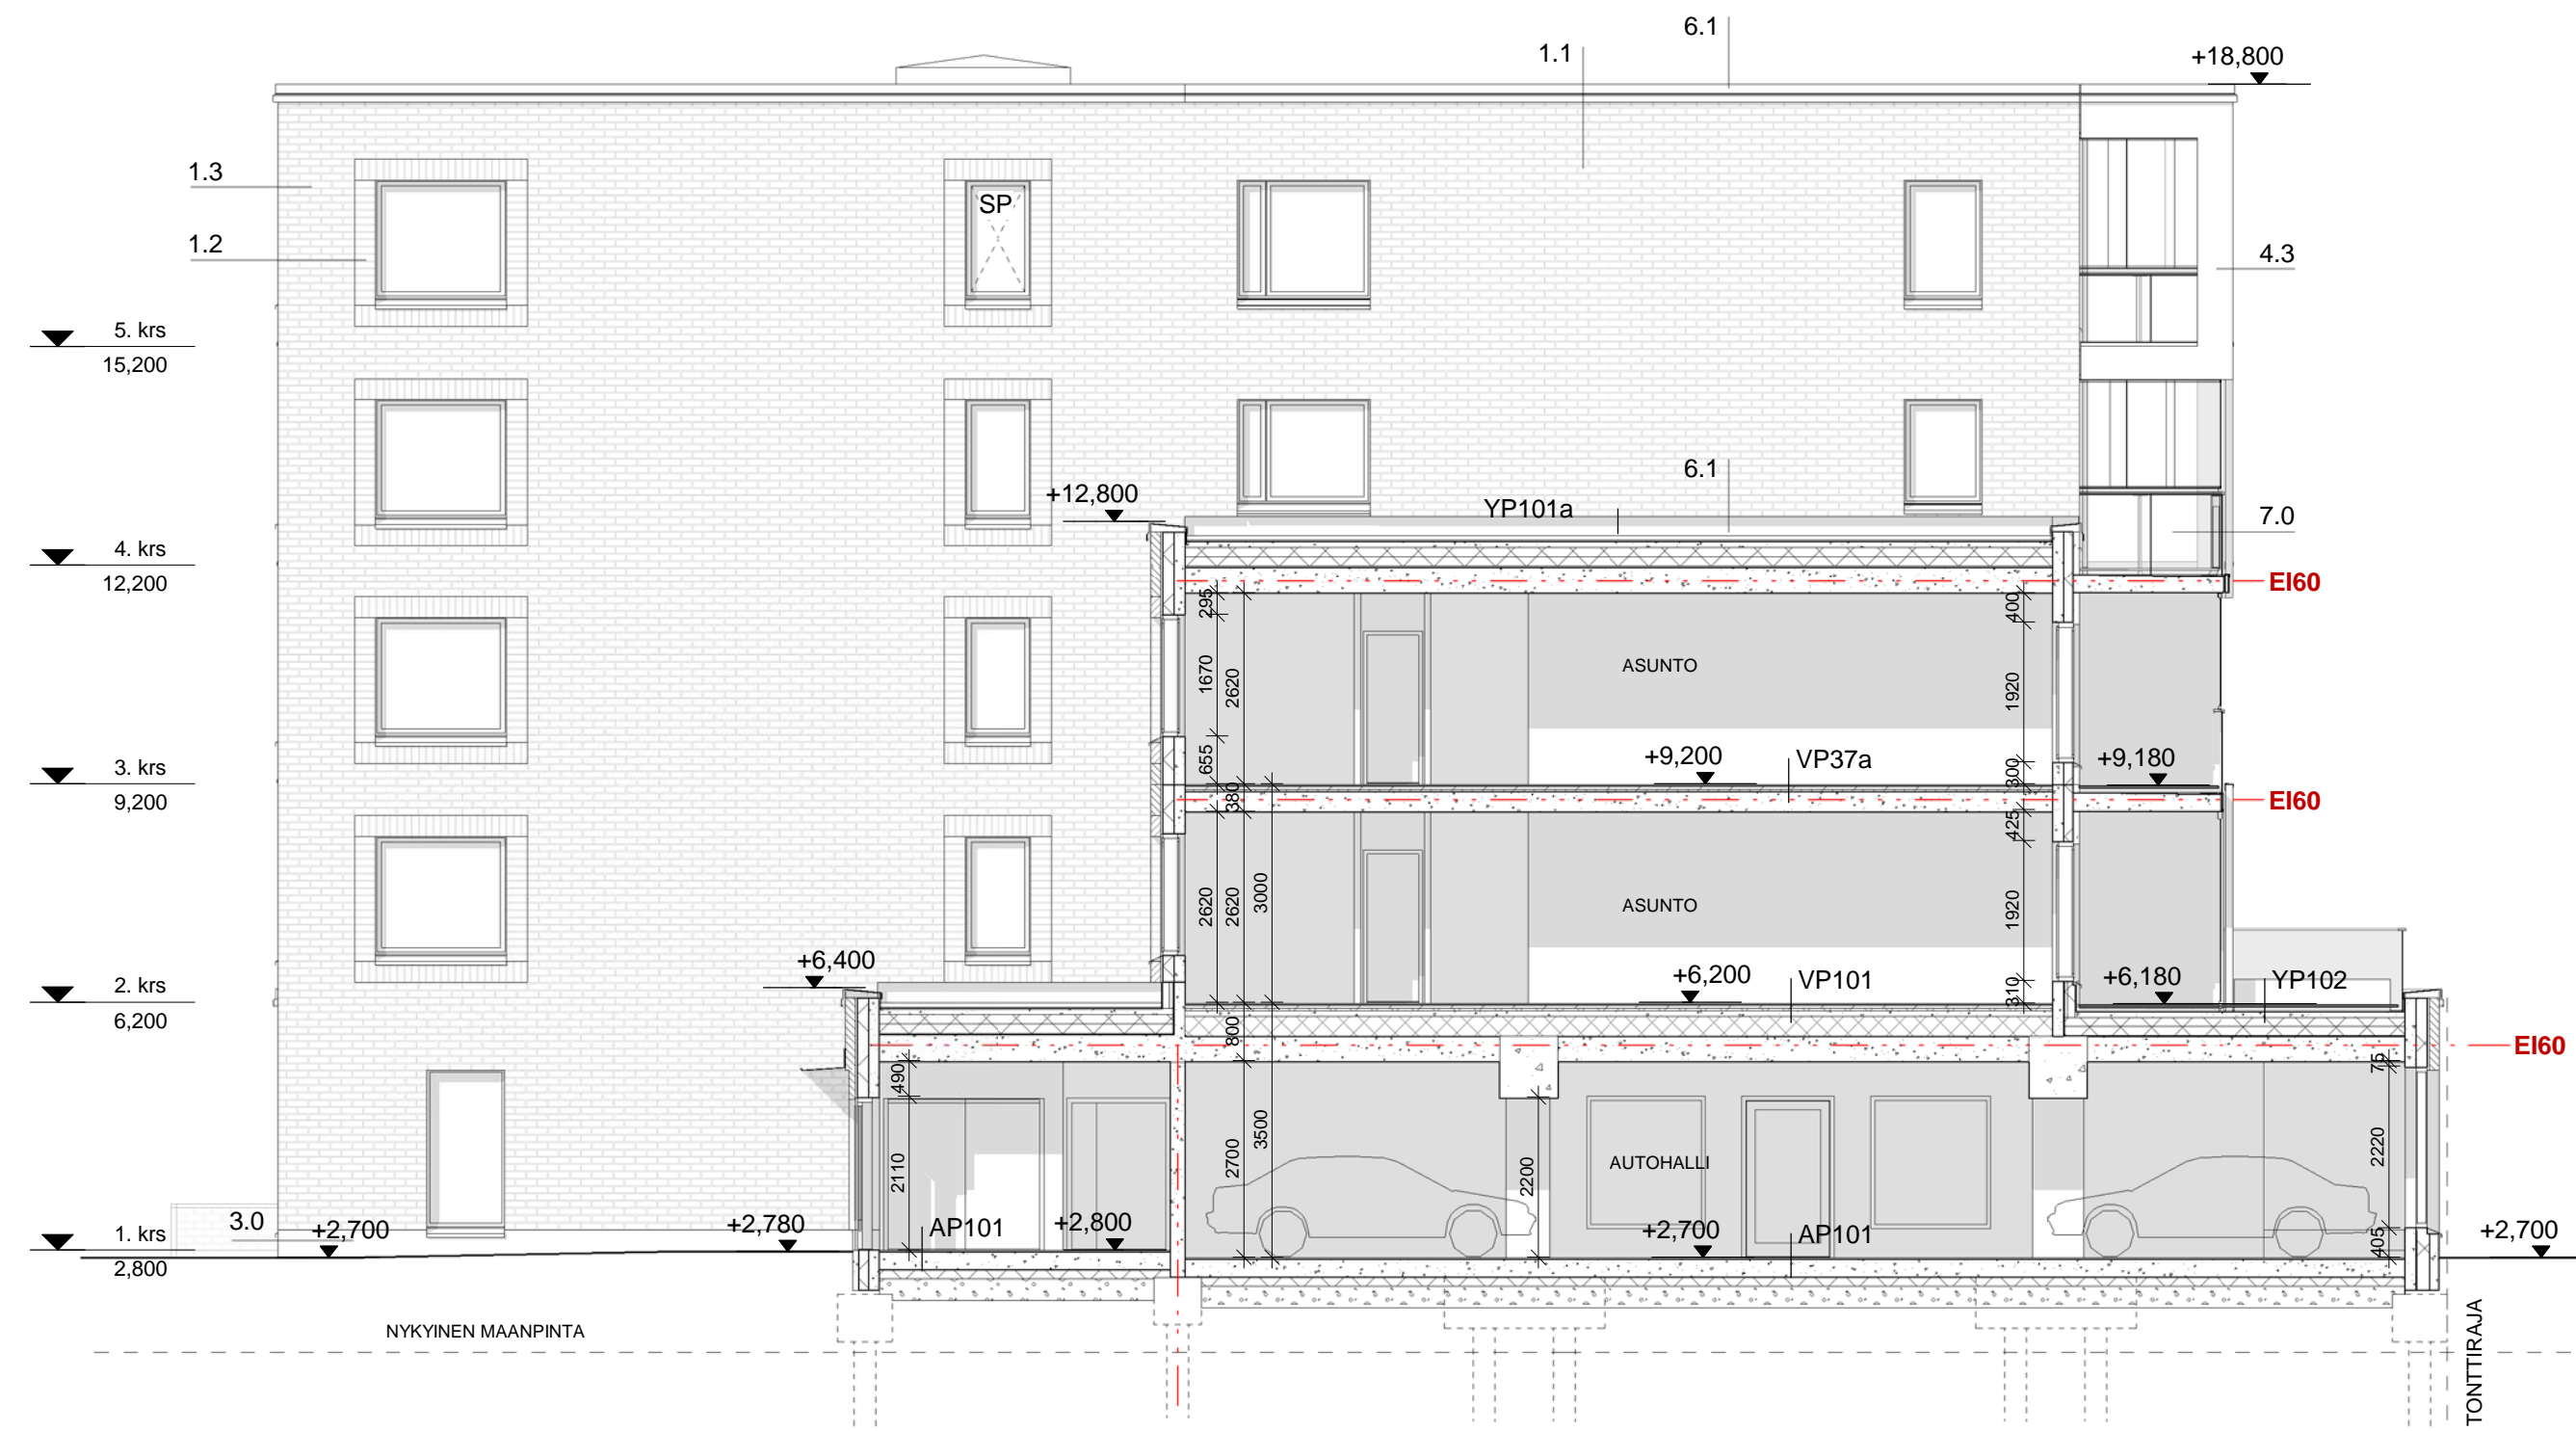 6.1
1.1
+18,800
1.3
SP
1.2
4.3
5. krs
15,200
6.1
+12,800
YP101a
7.0
4. krs
12,200
EI60
295
400
ASUNTO
1670
2620
1920
655
+9,200
VP37a
+9,180
300
3. krs
9,200
380
EI60
425
2620
2620
3000
ASUNTO
1920
+6,400
+6,200
VP101
+6,180
YP102
310
2. krs
6,200
800
EI60
75
490
2110
2700
3500
2200
AUTOHALLI
2220
3.0
+2,700
+2,780
AP101
+2,800
+2,700
AP101
405
+2,700
1. krs
2,800
NYKYINEN MAANPINTA
TONTTIRAJA